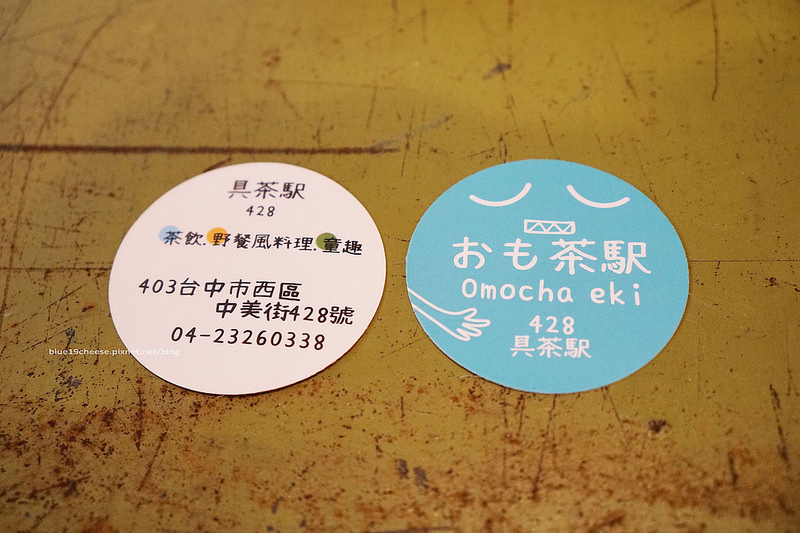 具茶駅
428
茶飲.野餐風料理.童趣
403台中市西區
中美街428號
04-23260338
blue19cheese.pixnet.net/blog
おも茶駅
Omocha eki
428
具茶駅